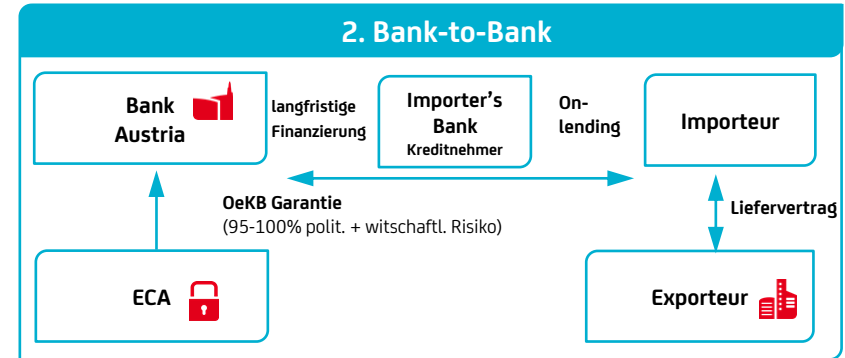 2. Bank-to-Bank
Bank
Austria
langfristige
Finanzierung
Importer's
Bank
Kreditnehmer
On-
lending
Importeur
OeKB Garantie
(95-100% polit. + witschaftl. Risiko)
Liefervertrag
ECA
Exporteur